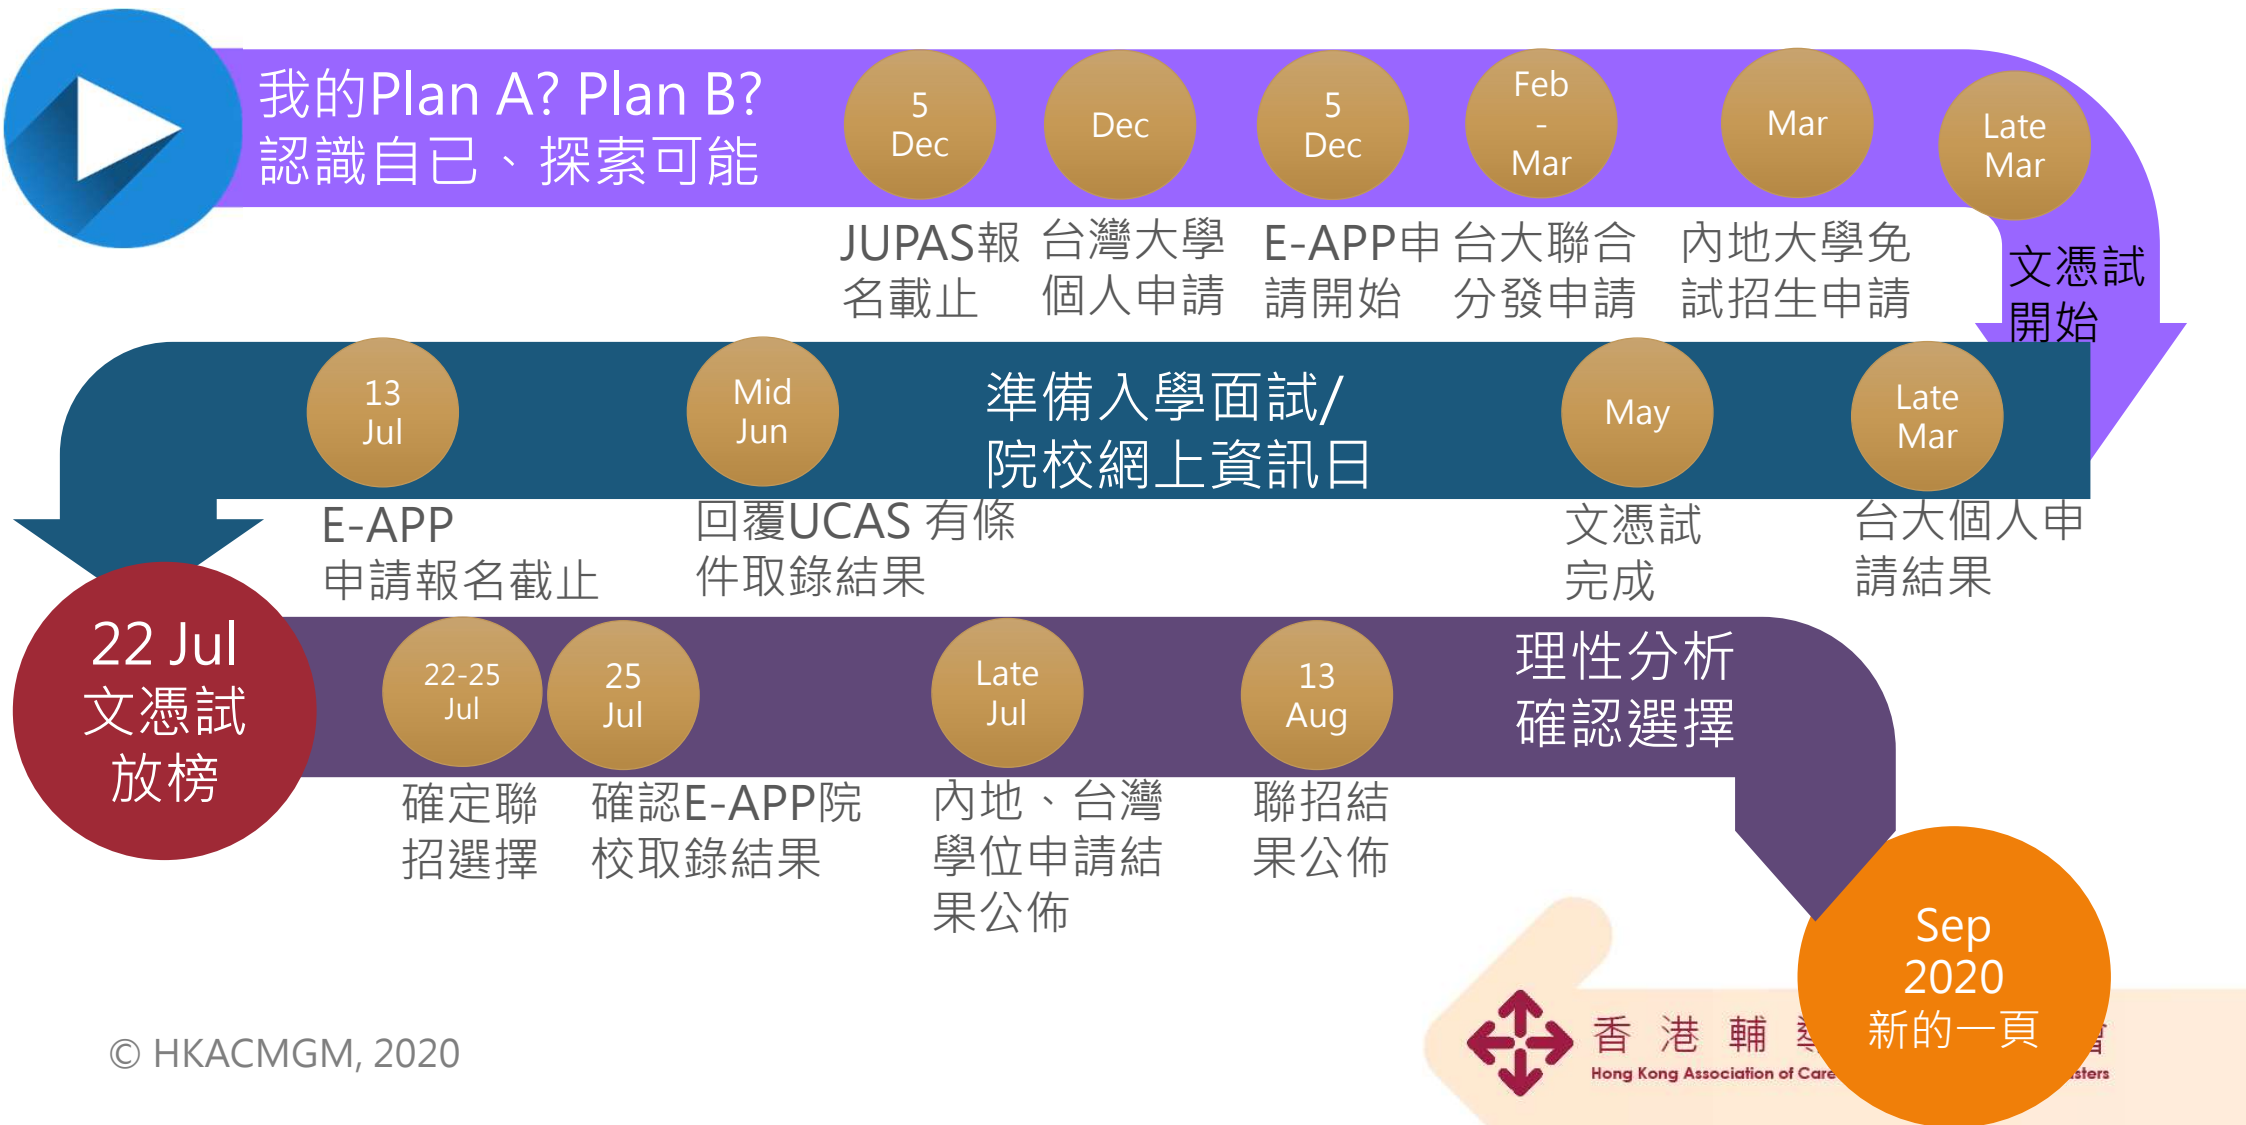 我的Plan A? Plan B?
認識自已、探索可能
5
Dec
JUPAS報
名載止
Dec
台灣大學
個人申請
5
Dec
E-APP申
請開始
Feb
-
Mar
台大聯合
分發申請
Mar
內地大學免
試招生申請
Late
Mar
文憑試
開始
Late
Mar
台大個人申
請結果
May
文憑試
完成
準備入學面試/
院校網上資訊日
Mid
Jun
回覆UCAS 有條
件取錄結果
13
Jul
E-APP
申請報名截止
22 Jul
文憑試
放榜
22-25
Jul
確定聯
招選擇
25
Jul
確認E-APP院
校取錄結果
Late
Jul
內地、台灣
學位申請結
果公佈
13
Aug
聯招結
果公佈
理性分析
確認選擇
Sep
2020
新的一頁
香港輔
Hong Kong Association of
© HKACMGM, 2020